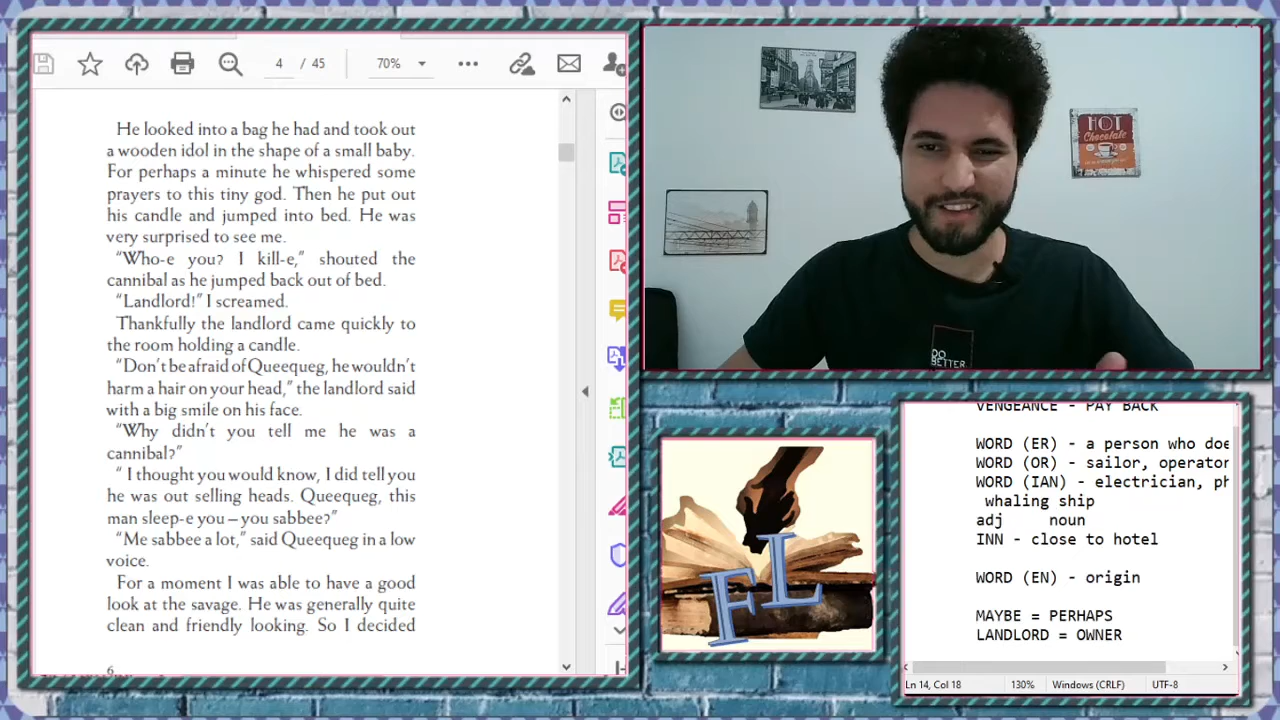 4 / 45
70%
He looked into a bag he had and took out
a wooden idol in the shape of a small baby.
For perhaps a minute he whispered some
prayers to this tiny god. Then he put out
his candle and jumped into bed. He was
very surprised to see me.
“Who-e you? I kill-e,” shouted the
cannibal as he jumped back out of bed.
“Landlord!” I screamed.
Thankfully the landlord came quickly to
the room holding a candle.
“Don’t be afraid of Queequeg, he wouldn’t
harm a hair on your head,” the landlord said
with a big smile on his face.
“Why didn’t you tell me he was a
cannibal?”
“ I thought you would know, I did tell you
he was out selling heads. Queequeg, this
man sleep-e you – you sabbee?”
“Me sabbee a lot,” said Queequeg in a low
voice.
For a moment I was able to have a good
look at the savage. He was generally quite
clean and friendly looking. So I decided
6
HOT
Chocolate
DO
BETTER.
FL
VENGEANCE - PAY BACK
WORD (ER) - a person who doe
WORD (OR) - sailor, operator
WORD (IAN) - electrician, ph
whaling ship
adj noun
INN - close to hotel
WORD (EN) - origin
MAYBE = PERHAPS
LANDLORD = OWNER
Ln 14, Col 18 130% Windows (CRLF) UTF-8